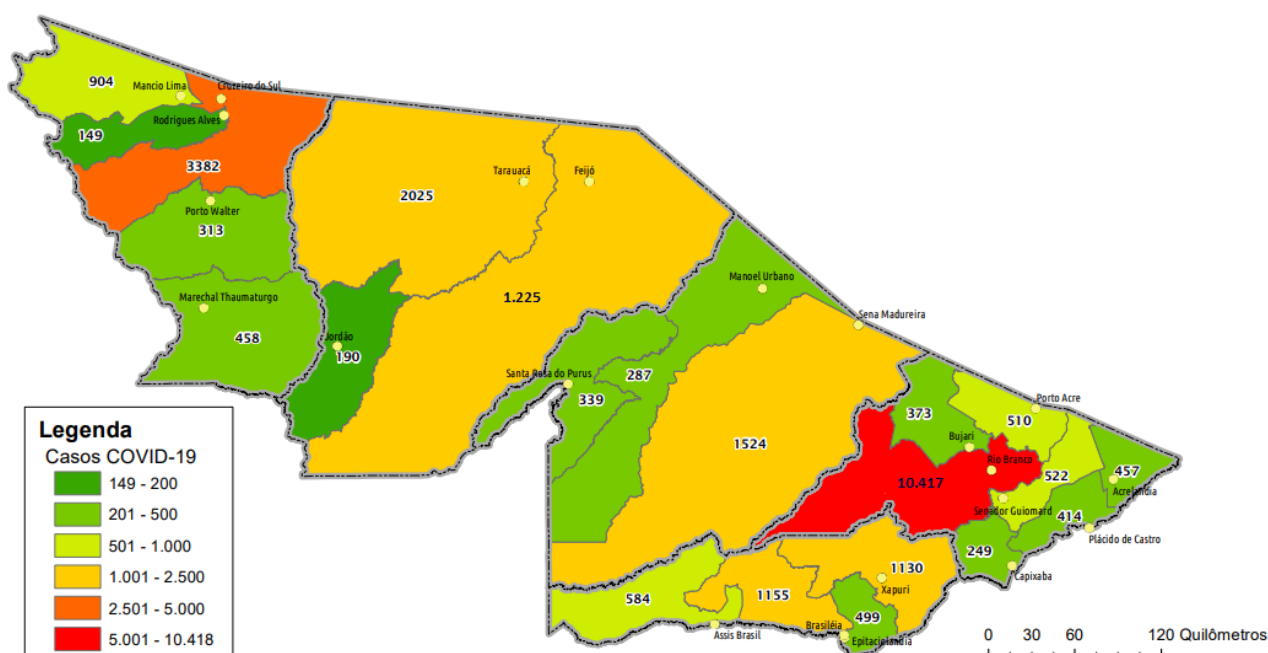 904
Mancio Lima
Cruzeiro do Sul
Rodrigues Alves
149
3382
Tarauacá
Feijó
2025
Porto Walter
313
Manoel Urbano
Marechal Thaumaturgo
1.225
Sena Madureira
458
Jordão
190
Santa Rosa do Purus
287
339
Porto Acre
373
510
1524
Bujari
Rio Branco
457
522
10.417
Acrelandia
Senador Guiomard
414
Plácido de Castro
249
Capixaba
1130
Xapuri
584
1155
499
Brasiléia
Assis Brasil
Epitaciolandia
Legenda
Casos COVID-19
149 - 200
201 - 500
501 - 1.000
1.001 - 2.500
2.501 - 5.000
5.001 - 10.418
0 30 60 120 Quilômetros